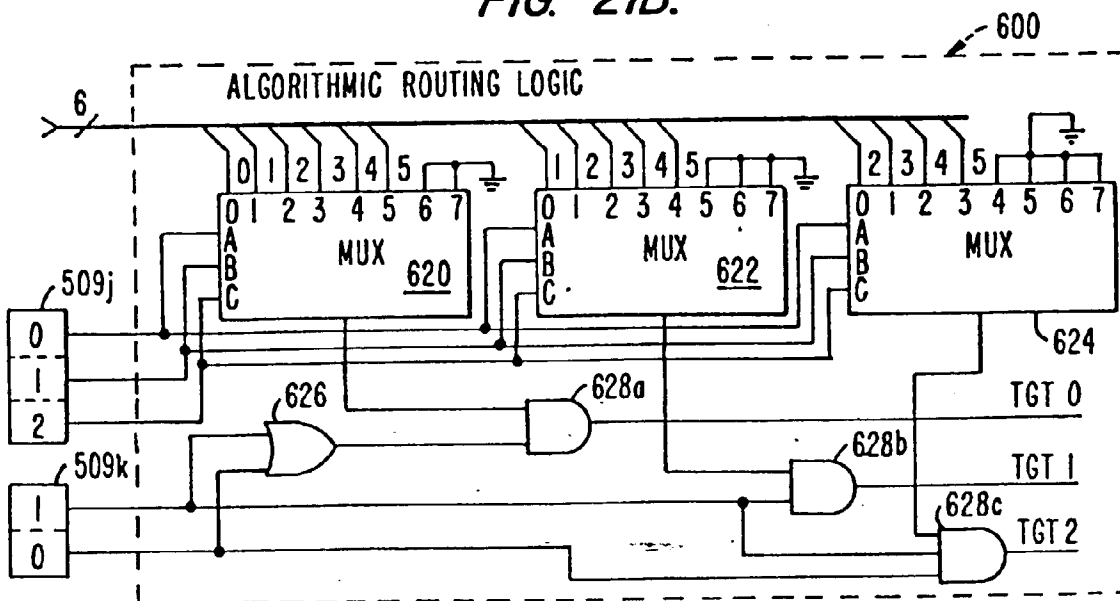 FIG. 21B.
600
ALGORITHMIC ROUTING LOGIC
6
0 1 2 3 4 5
1 2 3 4 5
2 3 4 5
0 1 2 3 4 5 6 7
0 1 2 3 4 5 6 7
0 1 2 3 4 5 6 7
A
B
C
MUX
620
A
B
C
MUX
622
A
B
C
MUX
624
509j
0
1
2
626
628a
TGT 0
628b
TGT 1
509k
1
0
628c
TGT 2